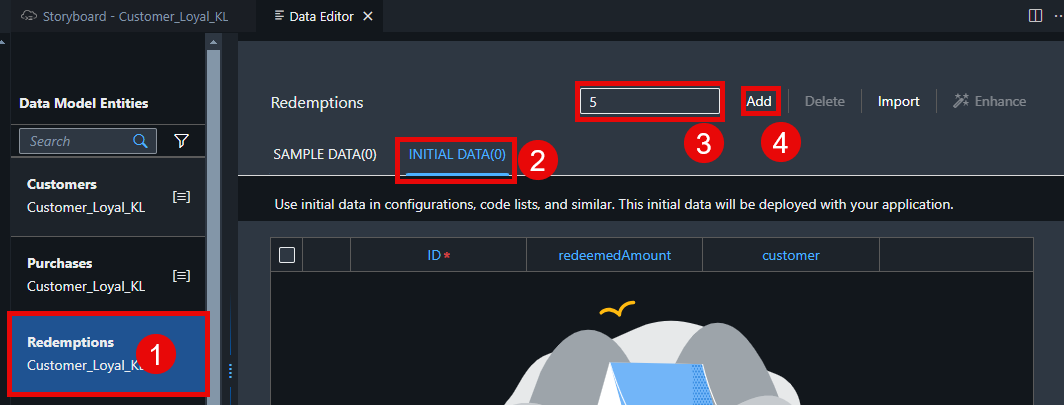 Storyboard - Customer_Loyal_KL
Data Editor
Data Model Entities
Search
Customers
Customer_Loyal_KL
Purchases
Customer_Loyal_KL
Redemptions
Customer_Loyal_KL
1
Redemptions
5
Add
Delete
Import
Enhance
3
4
SAMPLE DATA(0)
INITIAL DATA(0)
2
Use initial data in configurations, code lists, and similar. This initial data will be deployed with your application.
ID*
redeemedAmount
customer